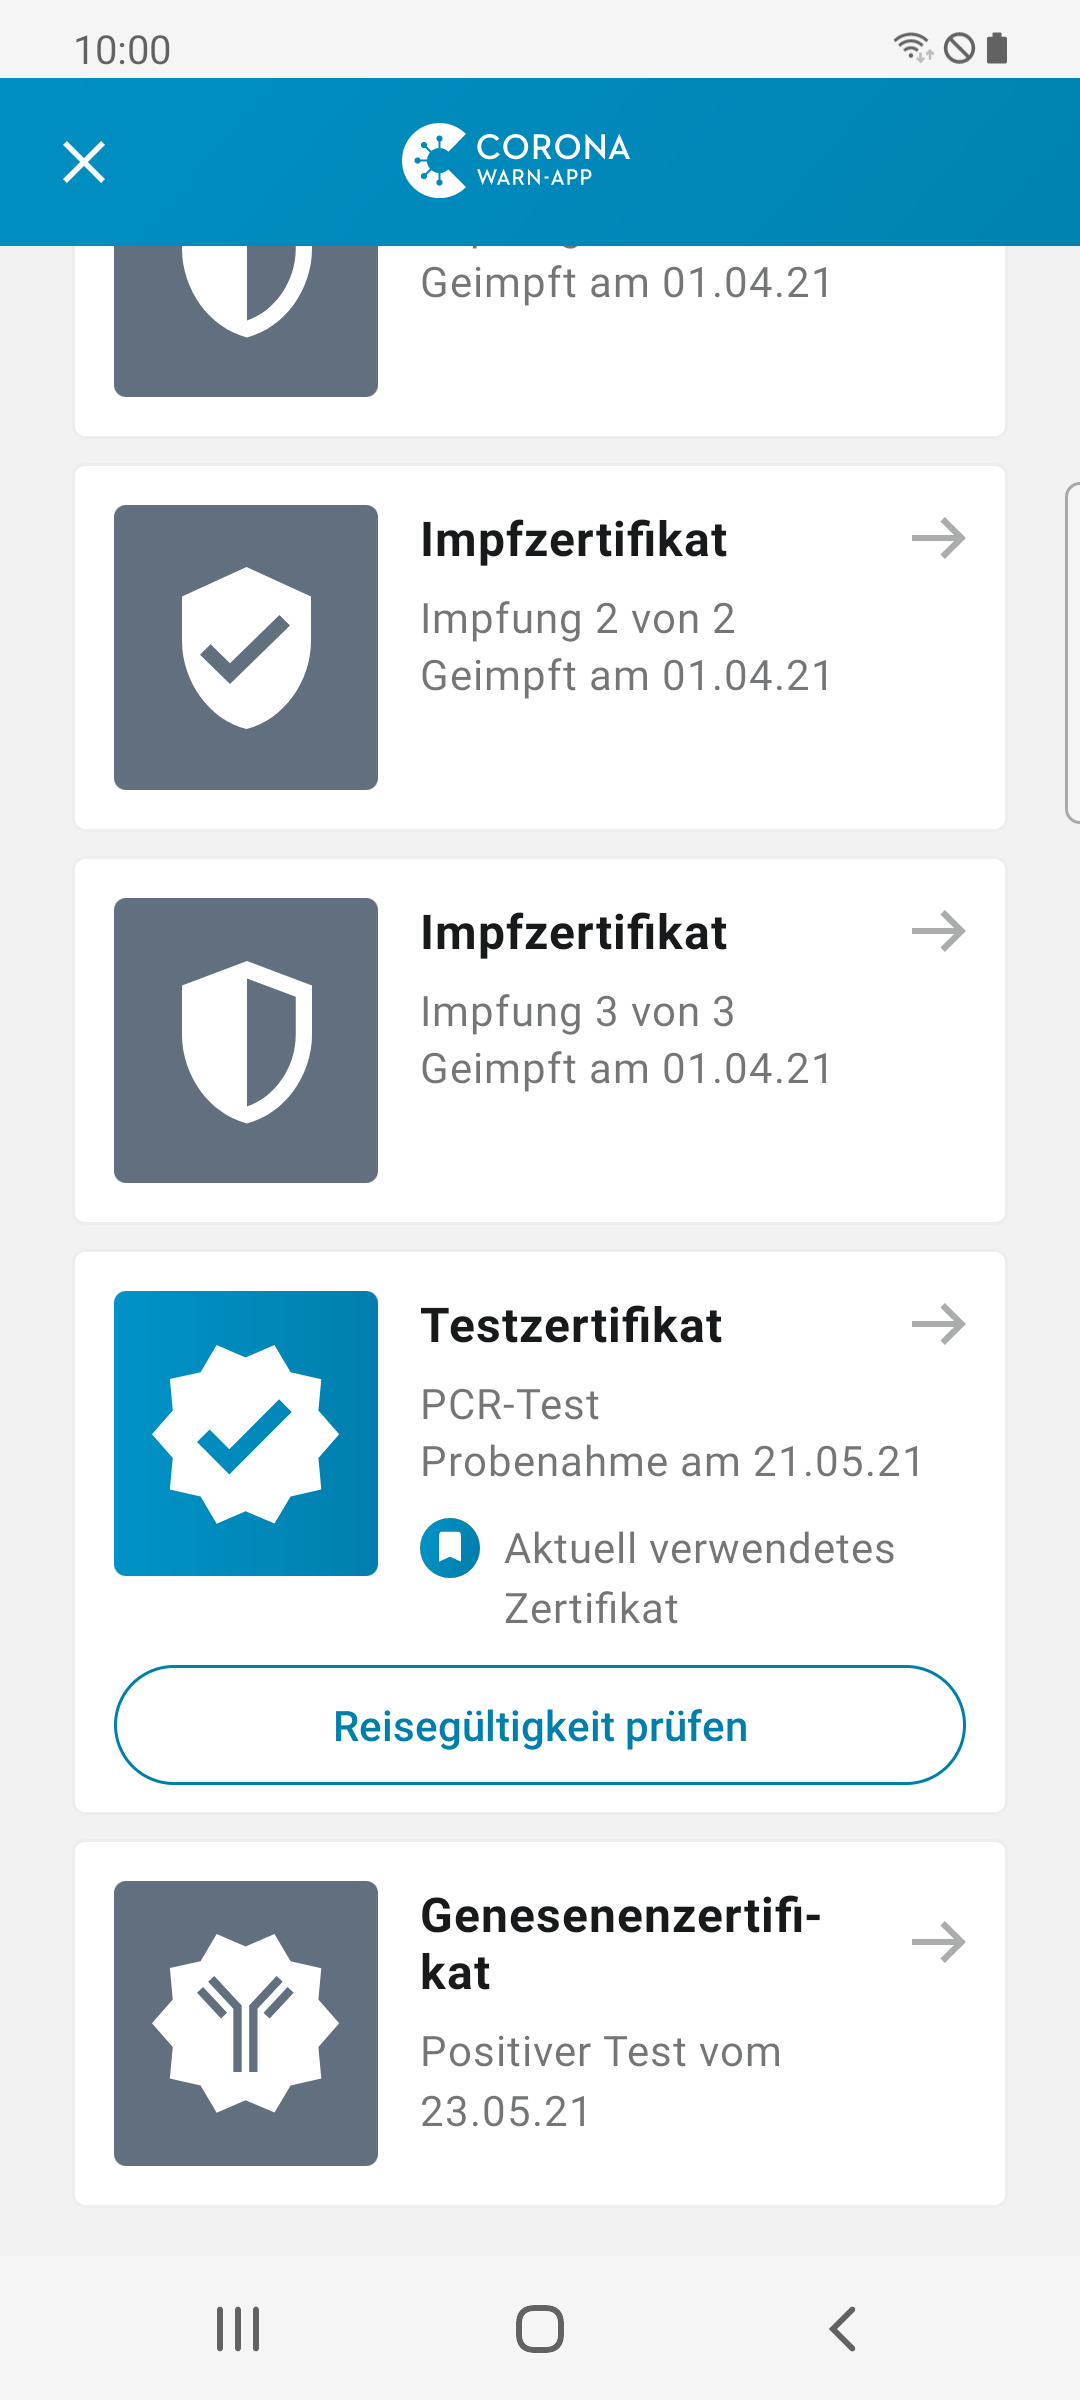 10:00
CORONA
WARN-APP
Geimpft am 01.04.21
Impfzertifikat
Impfung 2 von 2
Geimpft am 01.04.21
Impfzertifikat
Impfung 3 von 3
Geimpft am 01.04.21
Testzertifikat
PCR-Test
Probenahme am 21.05.21
Aktuell verwendetes
Zertifikat
Reisegültigkeit prüfen
Genesenenzertifi-
kat
Positiver Test vom
23.05.21